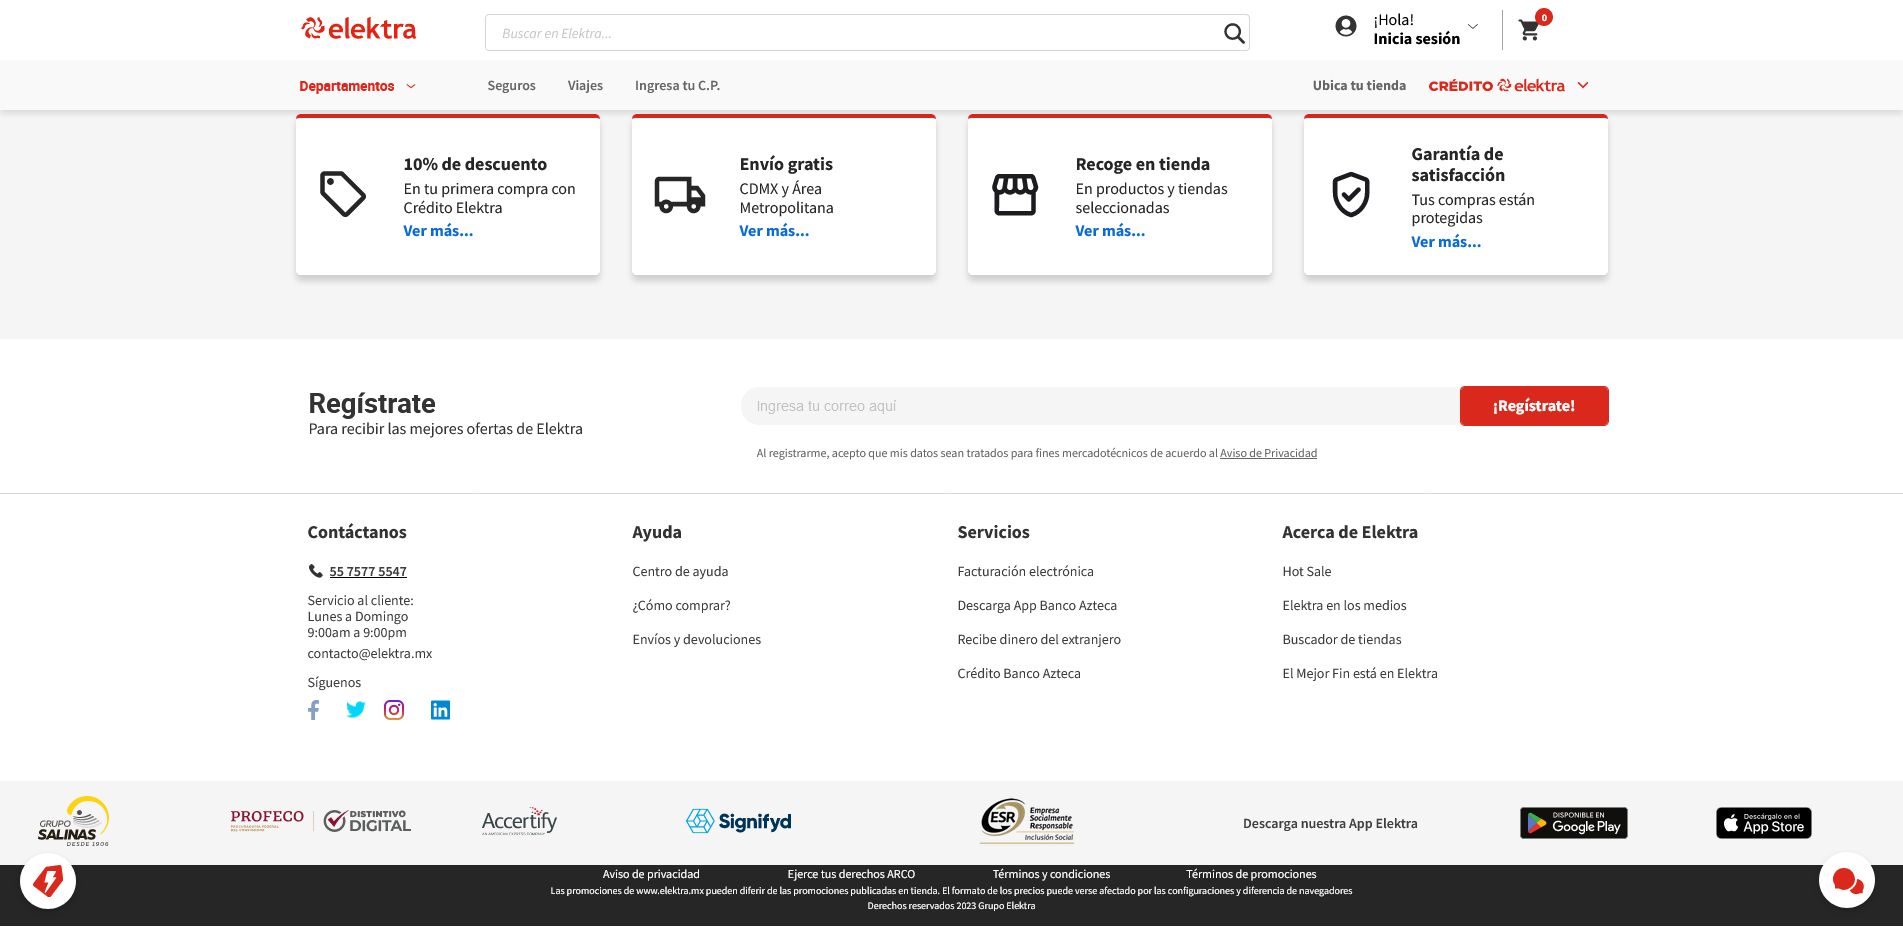 elektra
Buscar en Elektra...
¡Hola!
Inicia sesión
0
Departamentos
Seguros
Viajes
Ingresa tu C.P.
Ubica tu tienda
CRÉDITO elektra
10% de descuento
En tu primera compra con
Crédito Elektra
Ver más...
Envío gratis
CDMX y Área
Metropolitana
Ver más...
Recoge en tienda
En productos y tiendas
seleccionadas
Ver más...
Garantía de
satisfacción
Tus compras están
protegidas
Ver más...
Regístrate
Para recibir las mejores ofertas de Elektra
Ingresa tu correo aquí
¡Regístrate!
Al registrarme, acepto que mis datos sean tratados para fines mercadotécnicos de acuerdo al Aviso de Privacidad
Contáctanos
55 7577 5547
Servicio al cliente:
Lunes a Domingo
9:00am a 9:00pm
contacto@elektra.mx
Síguenos
Ayuda
Centro de ayuda
¿Cómo comprar?
Envíos y devoluciones
Servicios
Facturación electrónica
Descarga App Banco Azteca
Recibe dinero del extranjero
Crédito Banco Azteca
Acerca de Elektra
Hot Sale
Elektra en los medios
Buscador de tiendas
El Mejor Fin está en Elektra
GRUPO
SALINAS
DESDE 1906
PROFECO
PROCURADURÍA FEDERAL
DEL CONSUMIDOR
DISTINTIVO
DIGITAL
Accertify
AN AMERICAN EXPRESS COMPANY
Signifyd
ESR
Empresa
Socialmente
Responsable
Inclusión Social
Descarga nuestra App Elektra
DISPONIBLE EN
Google Play
Descárgalo en el
App Store
Aviso de privacidad
Ejerce tus derechos ARCO
Términos y condiciones
Términos de promociones
Las promociones de www.elektra.mx pueden diferir de las promociones publicadas en tienda. El formato de los precios puede verse afectado por las configuraciones y diferencia de navegadores
Derechos reservados 2023 Grupo Elektra